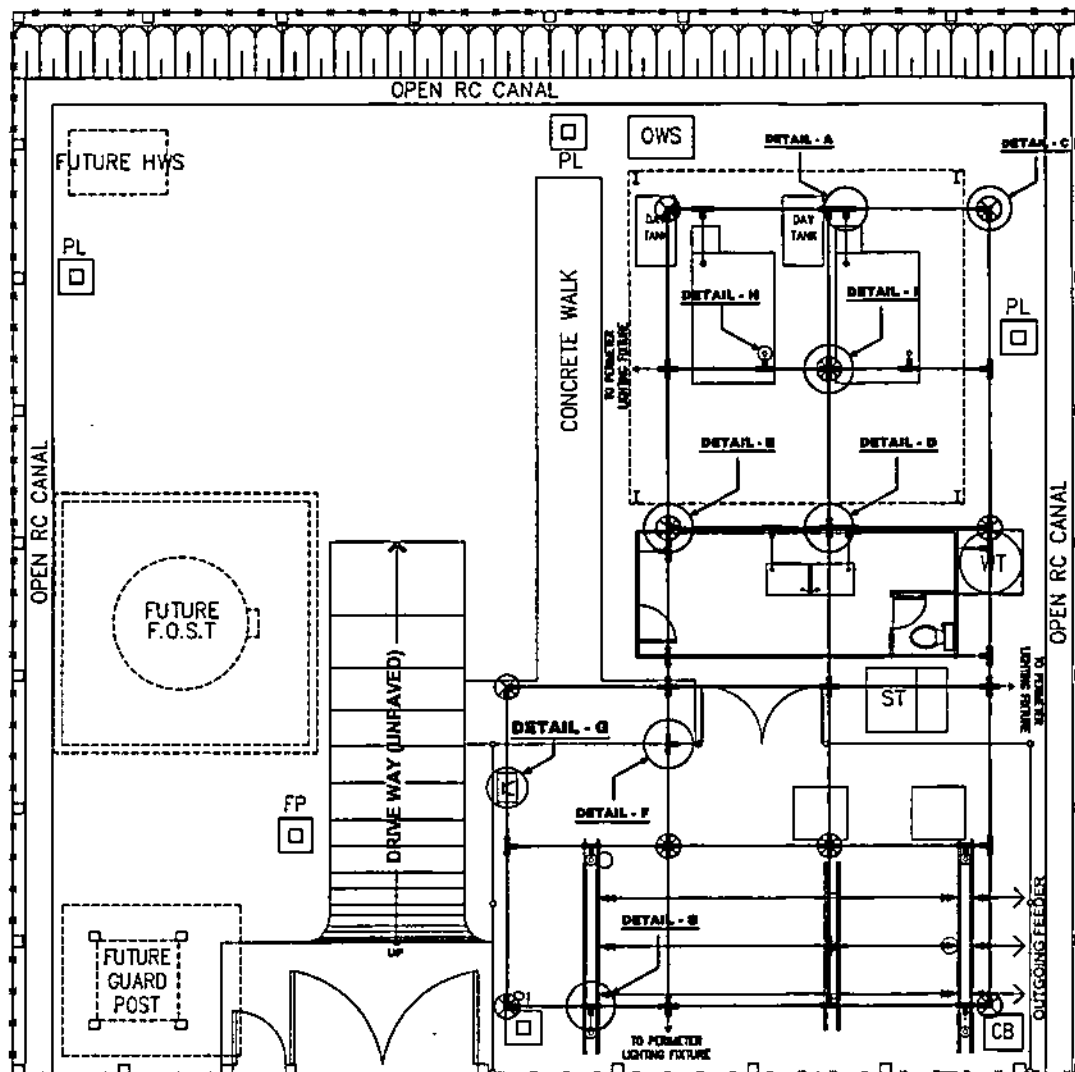 OPEN RC CANAL
FUTURE HWS
PL
OWS
DETAIL - A
DETAIL - C
DAY
TANK
DAY
TANK
PL
DETAIL - H
DETAIL - I
PL
CONCRETE WALK
TO PERIMETER
LIGHTING FIXTURE
DETAIL - E
DETAIL - D
OPEN RC CANAL
OPEN RC CANAL
WT
FUTURE
F.O.S.T
DRIVE WAY (UNPAVED)
ST
TO PERIMETER
LIGHTING FIXTURE
DETAIL - G
DETAIL - F
FP
DETAIL - B
OUTGOING FEEDER
FUTURE
GUARD
POST
CB
TO PERIMETER
LIGHTING FIXTURE